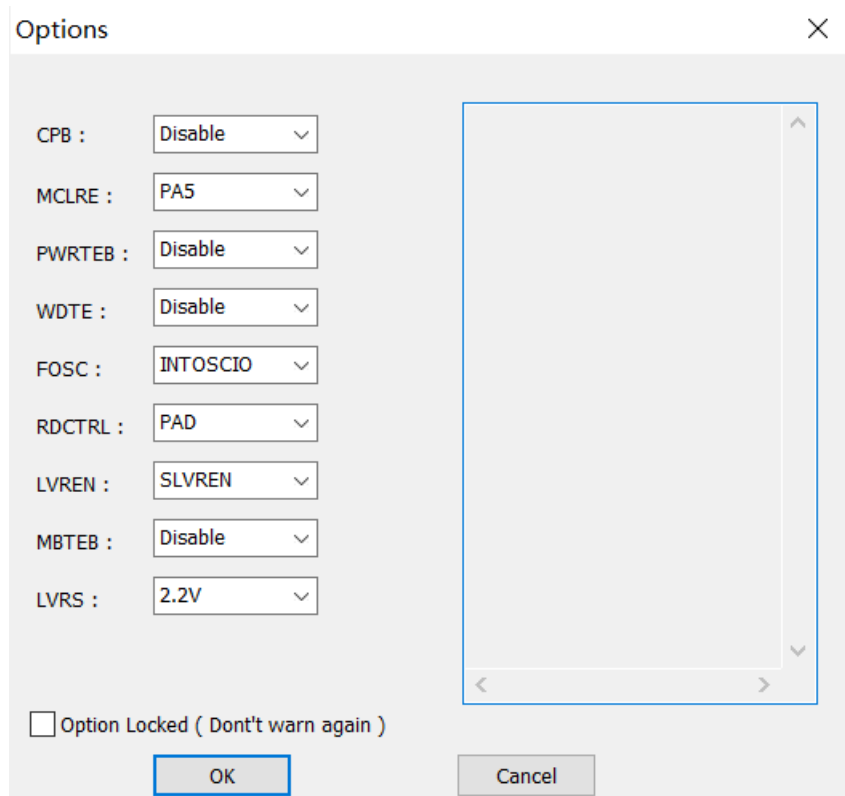 Options
CPB : Disable
MCLRE : PA5
PWRTEB : Disable
WDTE : Disable
FOSC : INTOSCIO
RDCTRL : PAD
LVREN : SLVREN
MBTEB : Disable
LVRS : 2.2V
Option Locked ( Dont't warn again )
OK Cancel